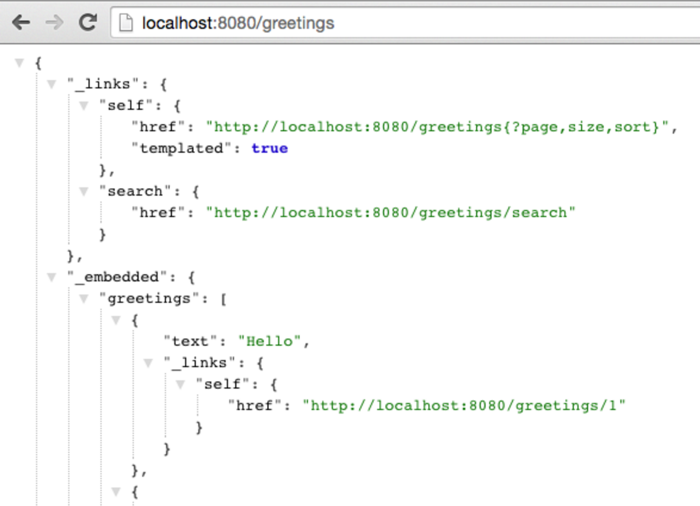 localhost:8080/greetings
{
"_links": {
"self": {
"href": "http://localhost:8080/greetings{?page,size,sort}",
"templated": true
},
"search": {
"href": "http://localhost:8080/greetings/search"
}
},
"_embedded": {
"greetings": [
{
"text": "Hello",
"_links": {
"self": {
"href": "http://localhost:8080/greetings/1"
}
}
},
{